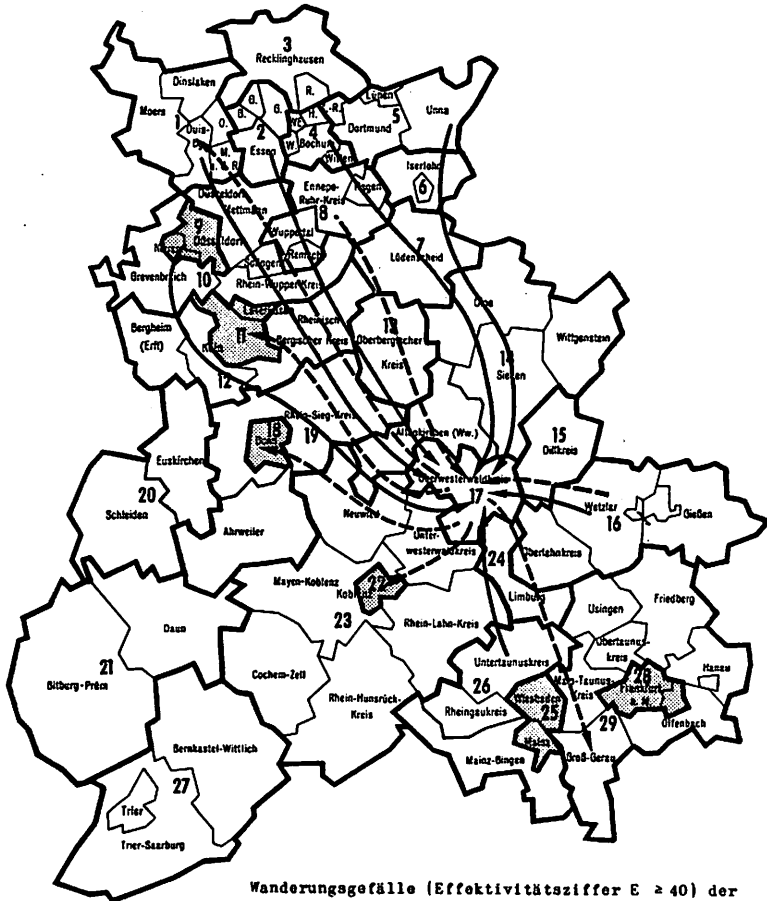 3
Recklinghausen
Dinslaken
Moers
R.
Lünen
Unna
1
O.
B.
G.
G.
H.
5
Duis-
2
4
Dortmund
M.
Essen
W.
Bochum
Witten
Iserlohn
6
R.
Düsseldorf
Mettmann
Ennepe-
Ruhr-Kreis
Hagen
8
9
Düsseldorf
Wuppertal
7
Lüdenscheid
Solingen
Remsch.
Grevenbroich
10
Rhein-Wupper-Kreis
Olpe
Leverkusen
Rheinisch
Bergheim
(Erft)
11
Bergischer Kreis
13
Oberbergischer
Kreis
Wittgenstein
Köln
14
Siegen
12
Rhein-Sieg-Kreis
18
19
Bonn
Altenkirchen (Ww.)
15
Dillkreis
Euskirchen
Oberwesterwaldkreis
17
20
Schleiden
Wetzlar
16
Gießen
Neuwied
Ahrweiler
Unter-
westerwaldkreis
24
Oberlahnkreis
Mayen-Koblenz
22
Koblenz
Limburg
Usingen
Friedberg
23
Daun
Rhein-Lahn-Kreis
Obertaunus-
kreis
21
Untertaunuskreis
Hanau
Bitburg-Prüm
Cochem-Zell
Main-Taunus-
Kreis
28
Frankfurt
a. M.
26
Wiesbaden
25
Rhein-Hunsrück-
Kreis
Rheingaukreis
29
Offenbach
Bernkastel-Wittlich
Mainz
Mainz-Bingen
Groß-Gerau
27
Trier
Trier-Saarburg
Wanderungsgefälle (Effektivitätsziffer E ≥ 40) der